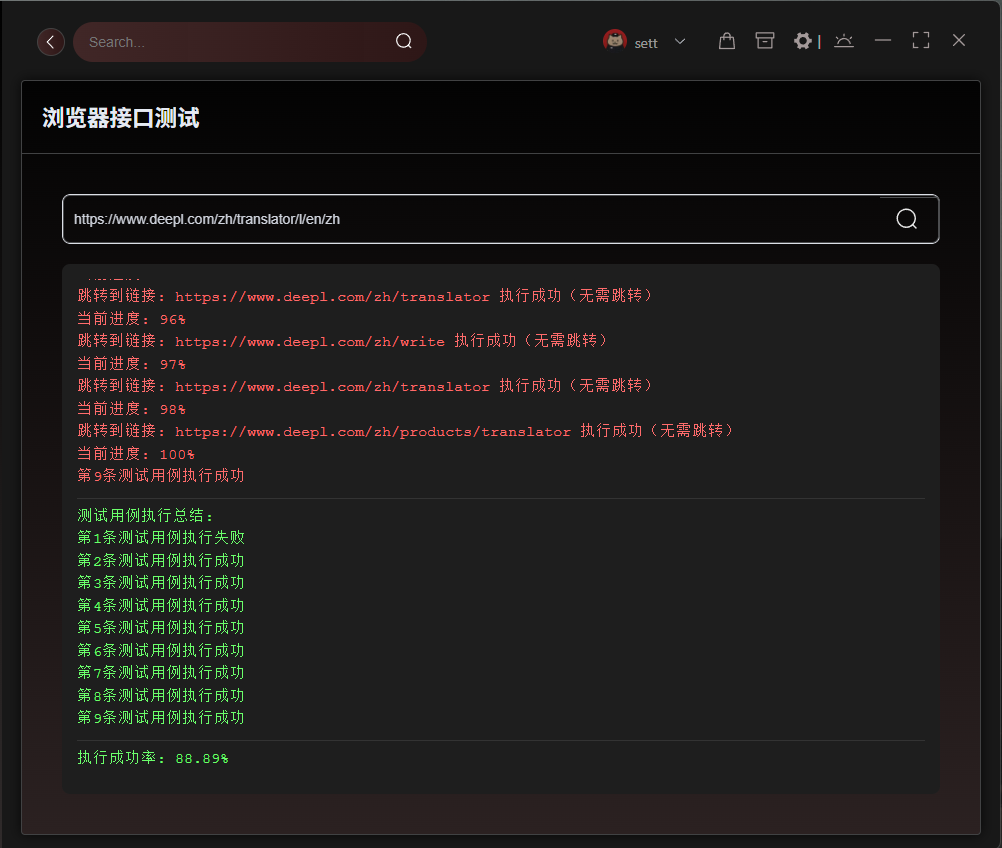 Search...
sett
浏览器接口测试
https://www.deepl.com/zh/translator/l/en/zh
跳转到链接: https://www.deepl.com/zh/translator 执行成功（无需跳转）
当前进度: 96%
跳转到链接: https://www.deepl.com/zh/write 执行成功（无需跳转）
当前进度: 97%
跳转到链接: https://www.deepl.com/zh/translator 执行成功（无需跳转）
当前进度: 98%
跳转到链接: https://www.deepl.com/zh/products/translator 执行成功（无需跳转）
当前进度: 100%
第9条测试用例执行成功
测试用例执行总结:
第1条测试用例执行失败
第2条测试用例执行成功
第3条测试用例执行成功
第4条测试用例执行成功
第5条测试用例执行成功
第6条测试用例执行成功
第7条测试用例执行成功
第8条测试用例执行成功
第9条测试用例执行成功
执行成功率: 88.89%